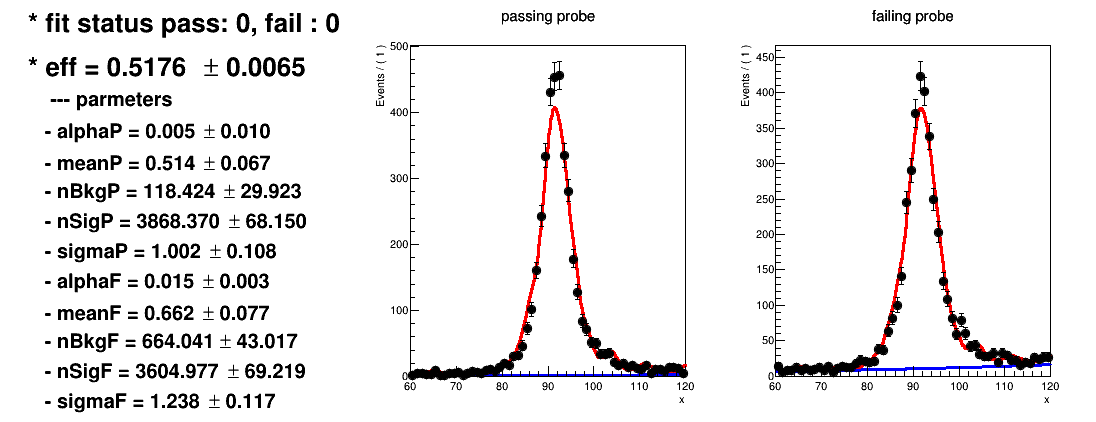 * fit status pass: 0, fail : 0
* eff = 0.5176 ± 0.0065
--- parmeters
- alphaP = 0.005 ± 0.010
- meanP = 0.514 ± 0.067
- nBkgP = 118.424 ± 29.923
- nSigP = 3868.370 ± 68.150
- sigmaP = 1.002 ± 0.108
- alphaF = 0.015 ± 0.003
- meanF = 0.662 ± 0.077
- nBkgF = 664.041 ± 43.017
- nSigF = 3604.977 ± 69.219
- sigmaF = 1.238 ± 0.117
passing probe
Events / ( 1 )
500
400
300
200
100
0
60 70 80 90 100 110 120
x
failing probe
Events / ( 1 )
450
400
350
300
250
200
150
100
50
0
60 70 80 90 100 110 120
x